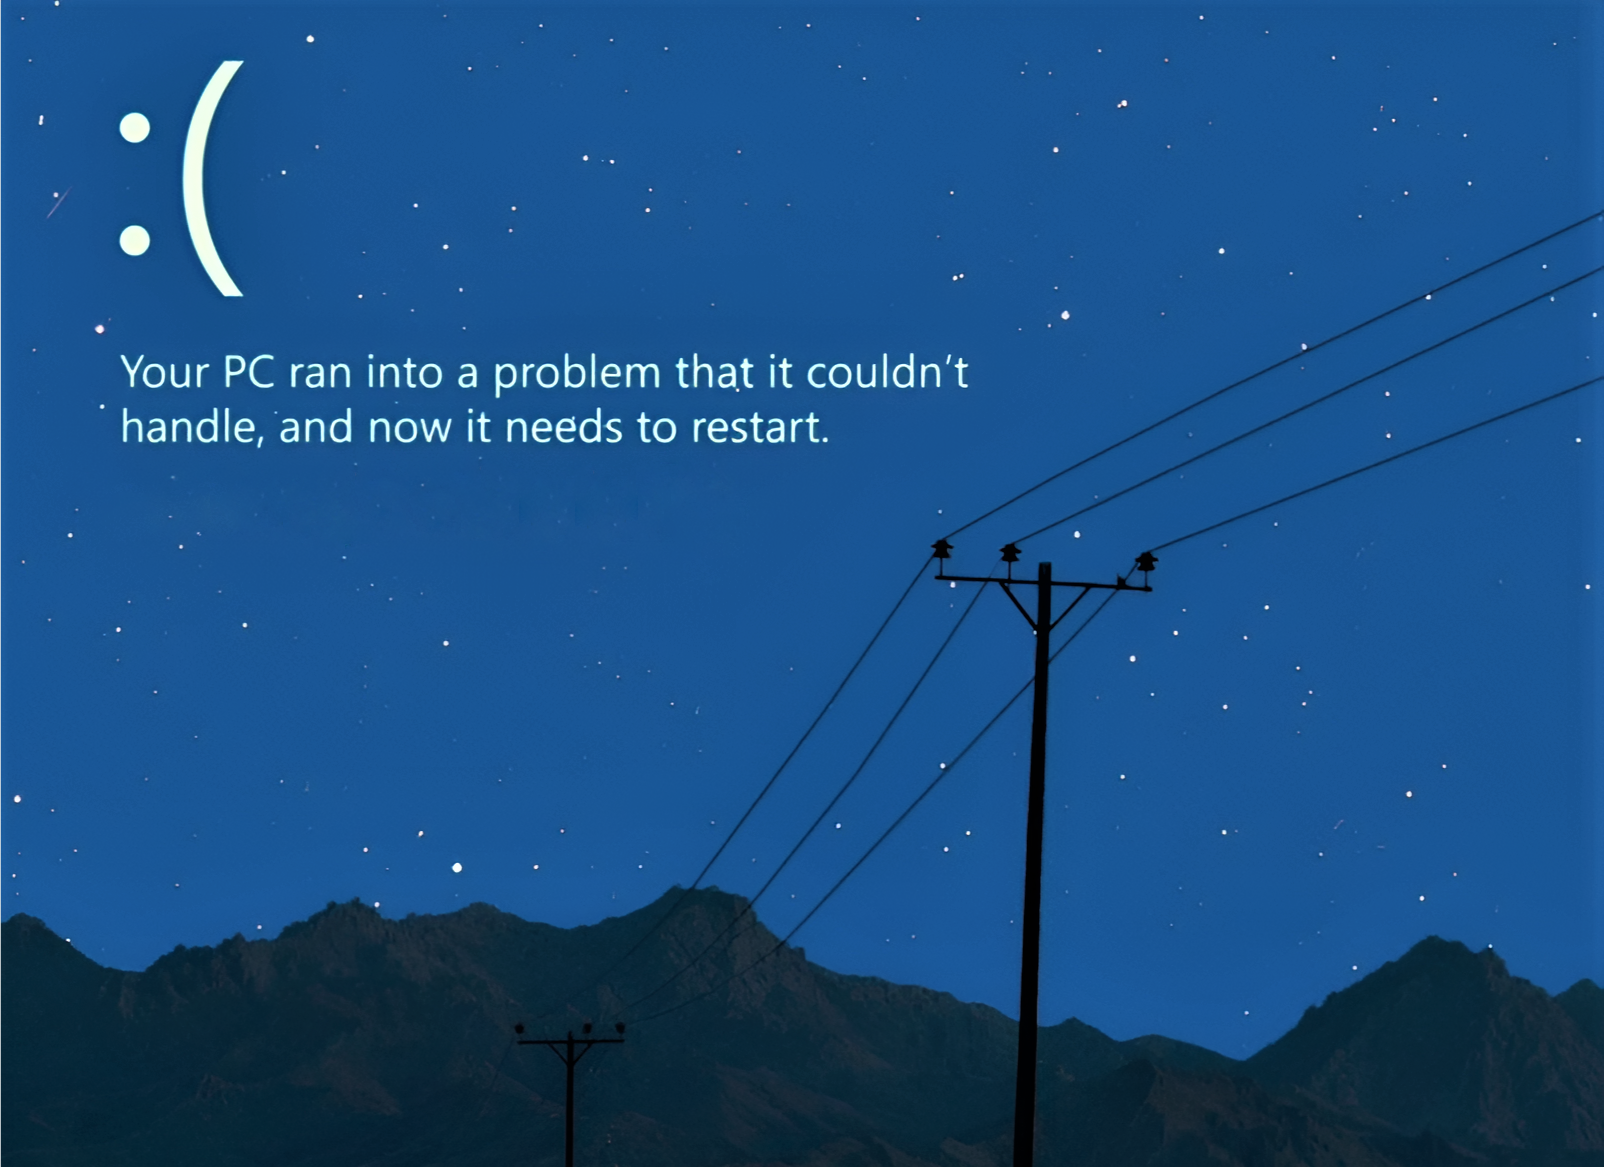 :(
Your PC ran into a problem that it couldn't
handle, and now it needs to restart.